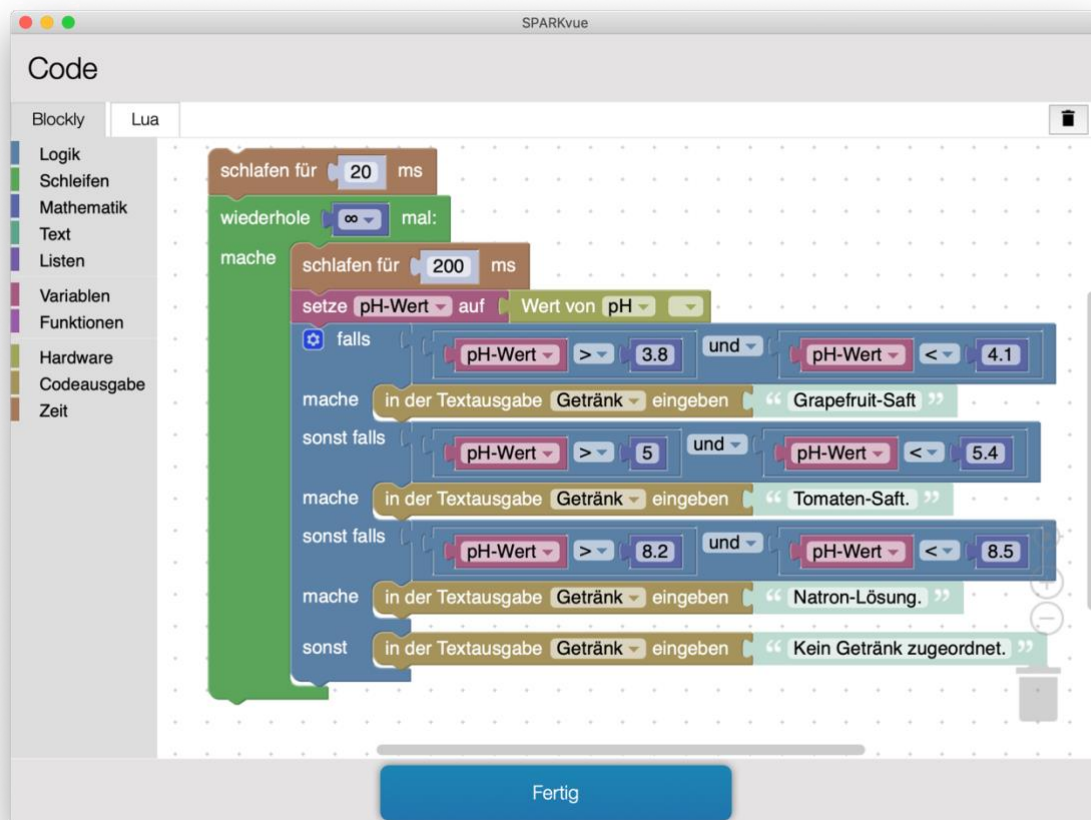 SPARKvue
Code
Blockly Lua
Logik
Schleifen
Mathematik
Text
Listen
Variablen
Funktionen
Hardware
Codeausgabe
Zeit
schlafen für 20 ms
wiederhole ∞ mal:
mache schlafen für 200 ms
setze pH-Wert auf Wert von pH
falls pH-Wert > 3.8 und pH-Wert < 4.1
mache in der Textausgabe Getränk eingeben “ Grapefruit-Saft ”
sonst falls pH-Wert > 5 und pH-Wert < 5.4
mache in der Textausgabe Getränk eingeben “ Tomaten-Saft. ”
sonst falls pH-Wert > 8.2 und pH-Wert < 8.5
mache in der Textausgabe Getränk eingeben “ Natron-Lösung. ”
sonst in der Textausgabe Getränk eingeben “ Kein Getränk zugeordnet. ”
Fertig